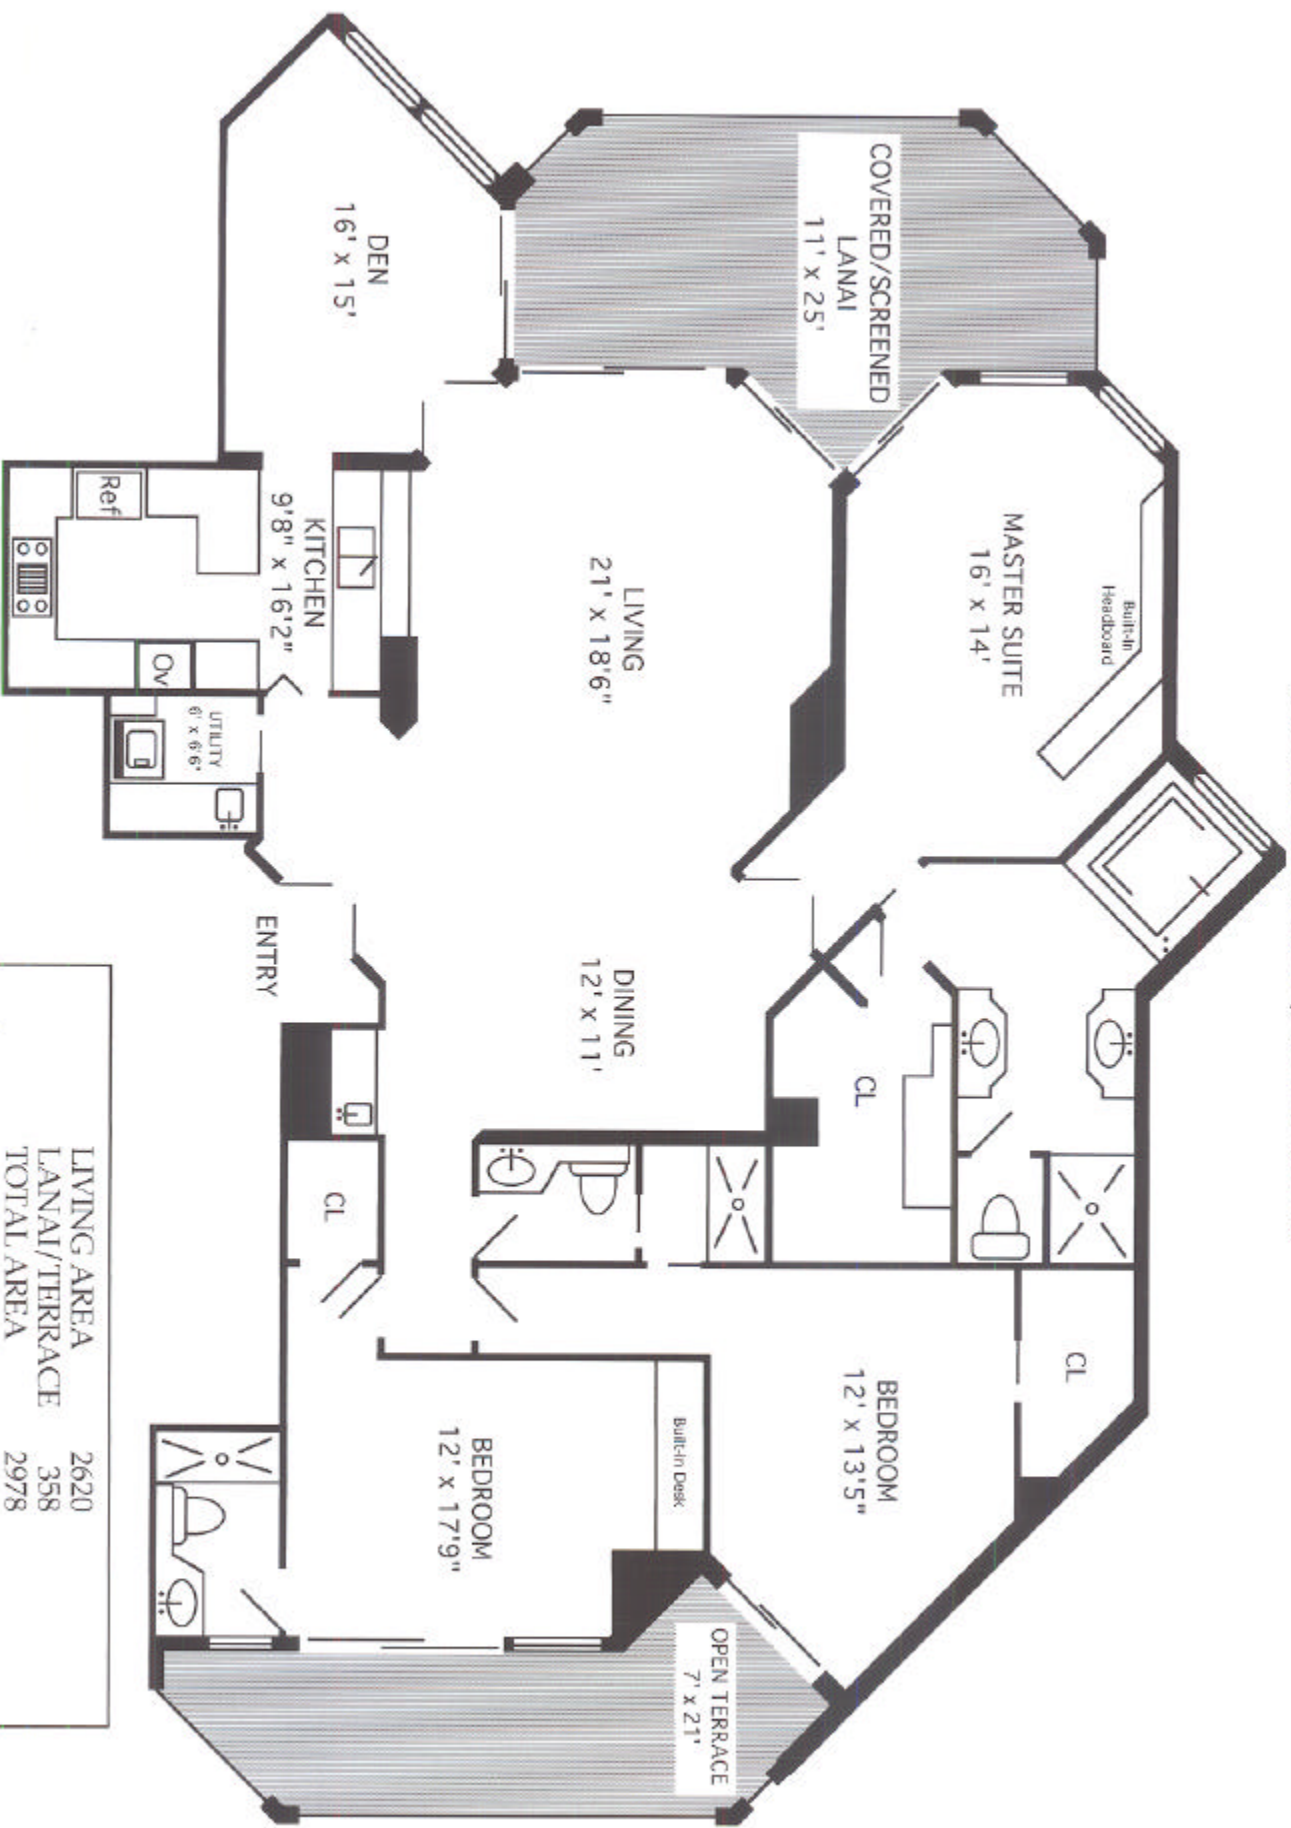 COVERED/SCREENED
LANAI
11' x 25'
DEN
16' x 15'
MASTER SUITE
16' x 14'
Built-In
Headboard
LIVING
21' x 18'6"
KITCHEN
9'8" x 16'2"
Ref
Ov
UTILITY
6' x 6'6"
ENTRY
DINING
12' x 11'
CL
CL
CL
BEDROOM
12' x 13'5"
Built-In Desk
BEDROOM
12' x 17'9"
OPEN TERRACE
7' x 21'
LIVING AREA 2620
LANAI/TERRACE 358
TOTAL AREA 2978